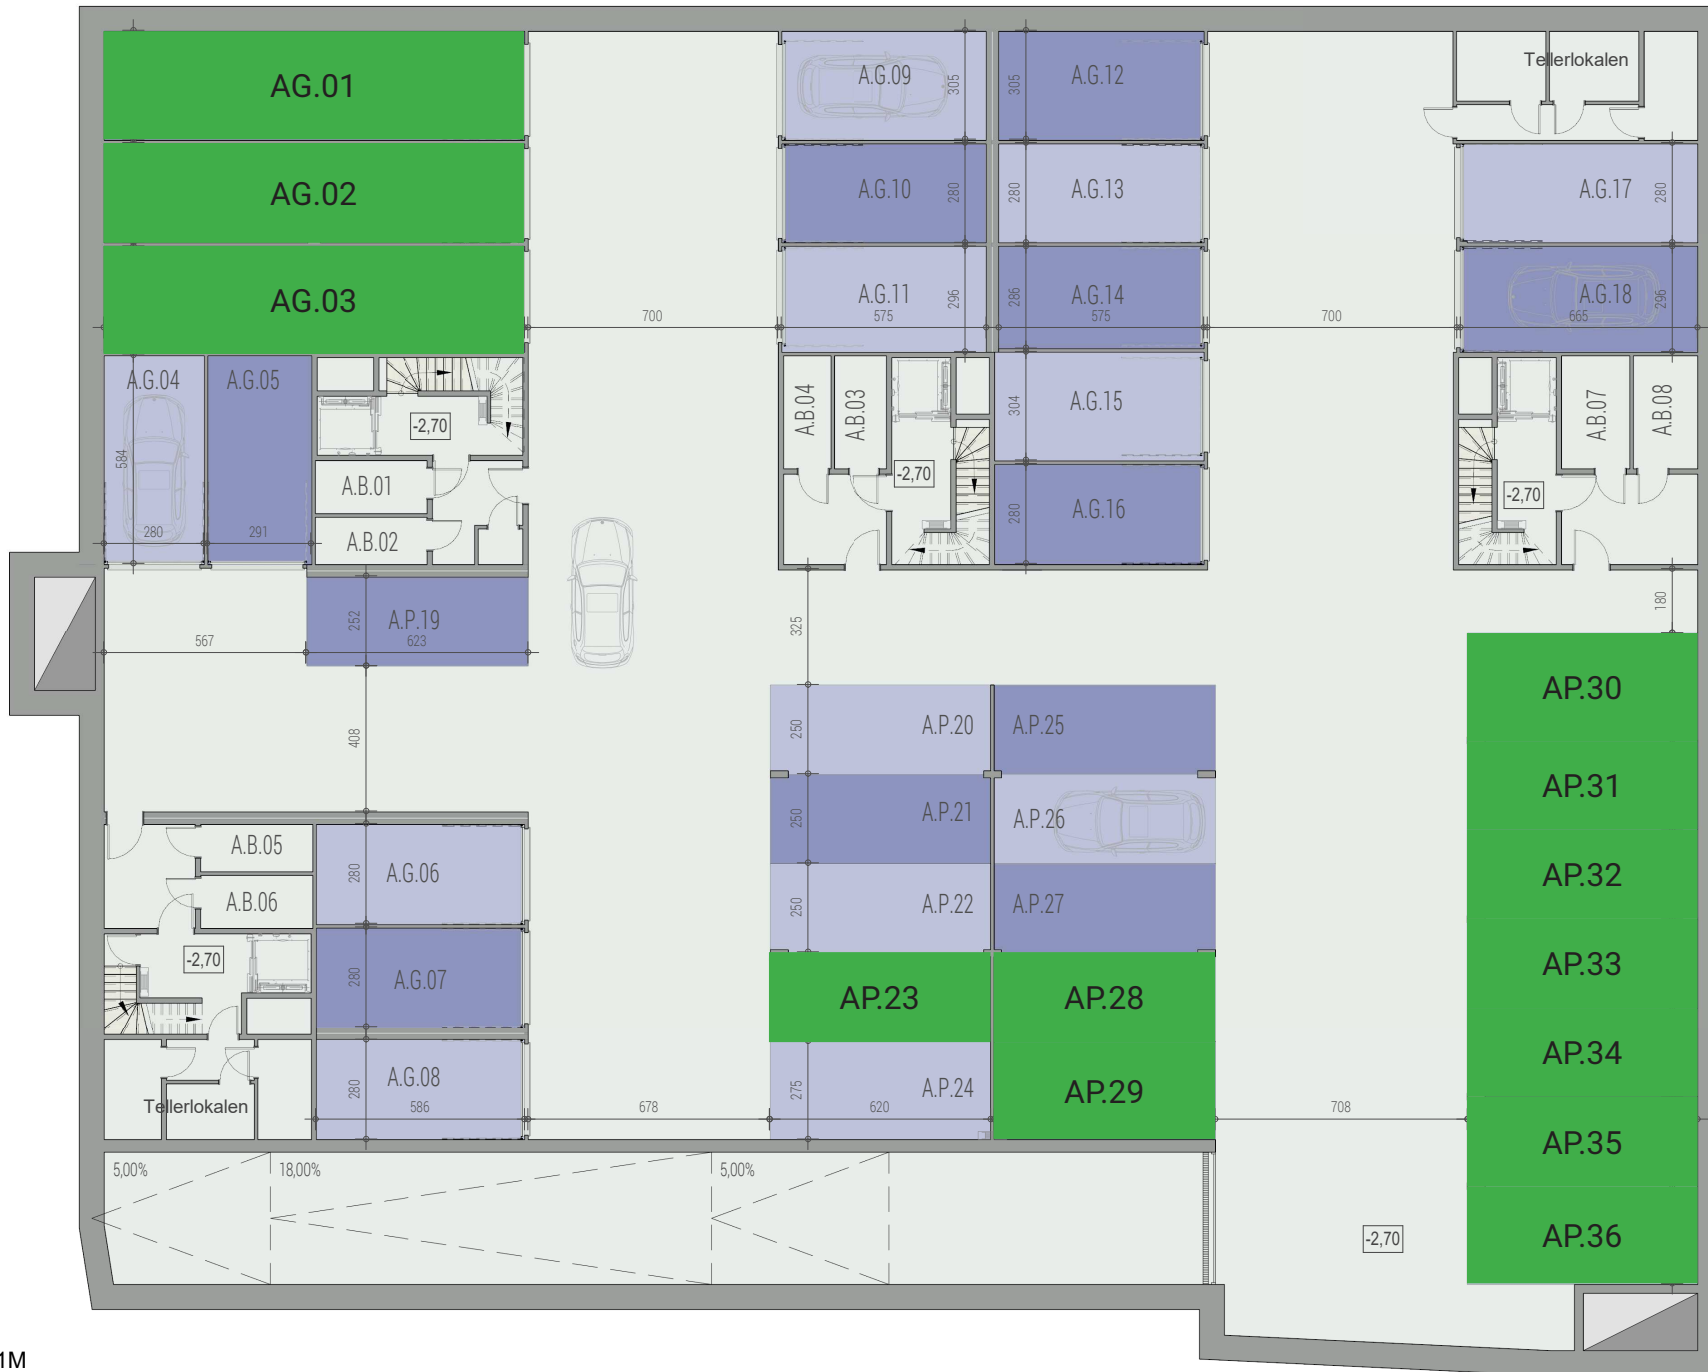 AG.01
AG.02
AG.03
A.G.04
A.G.05
584
280
291
-2,70
A.B.01
A.B.02
700
A.G.09
305
A.G.10
280
A.G.11
296
575
A.G.12
305
A.G.13
280
A.G.14
286
575
A.G.15
304
A.G.16
280
A.B.04
A.B.03
-2,70
700
Tellerlokalen
A.G.17
280
A.G.18
296
665
A.B.07
A.B.08
-2,70
180
A.P.19
252
623
567
408
325
A.P.20
250
A.P.21
250
A.P.22
250
AP.23
A.P.24
275
620
A.P.25
A.P.26
A.P.27
AP.28
AP.29
AP.30
AP.31
AP.32
AP.33
AP.34
AP.35
AP.36
A.B.05
A.B.06
-2,70
A.G.06
280
A.G.07
280
A.G.08
280
586
Tellerlokalen
678
708
5,00%
18,00%
5,00%
-2,70
1M